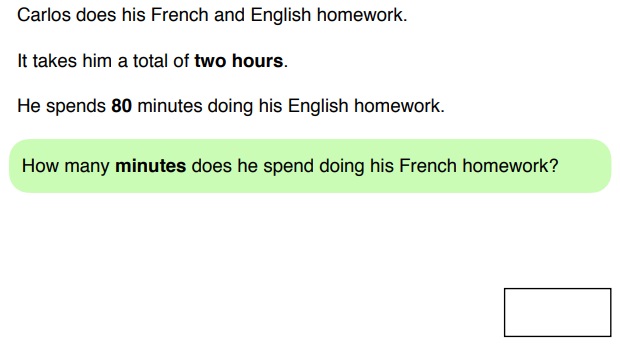 Carlos does his French and English homework.
It takes him a total of two hours.
He spends 80 minutes doing his English homework.
How many minutes does he spend doing his French homework?